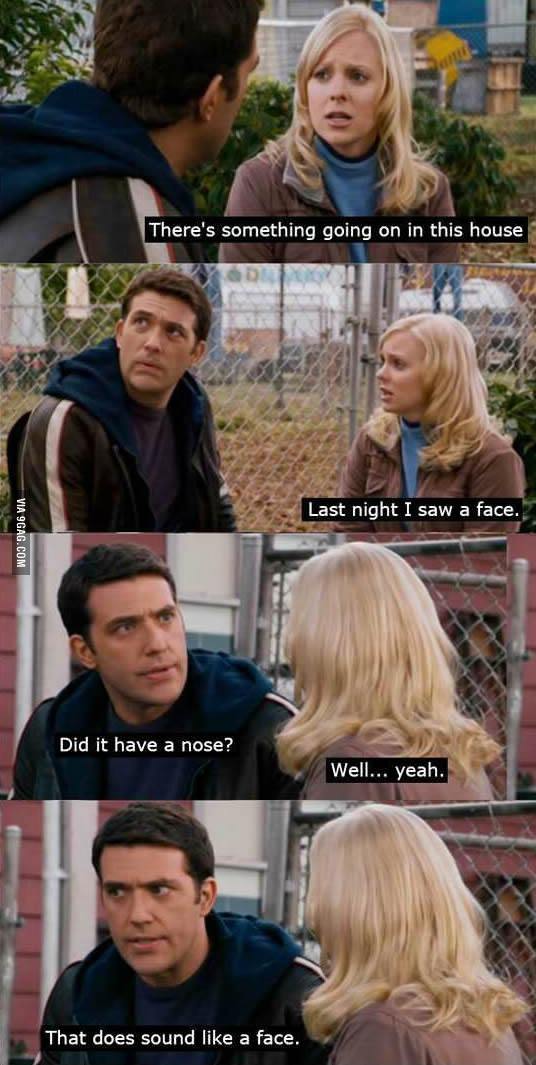 There's something going on in this house
Last night I saw a face.
VIA 9GAG.COM
Did it have a nose?
Well... yeah.
That does sound like a face.